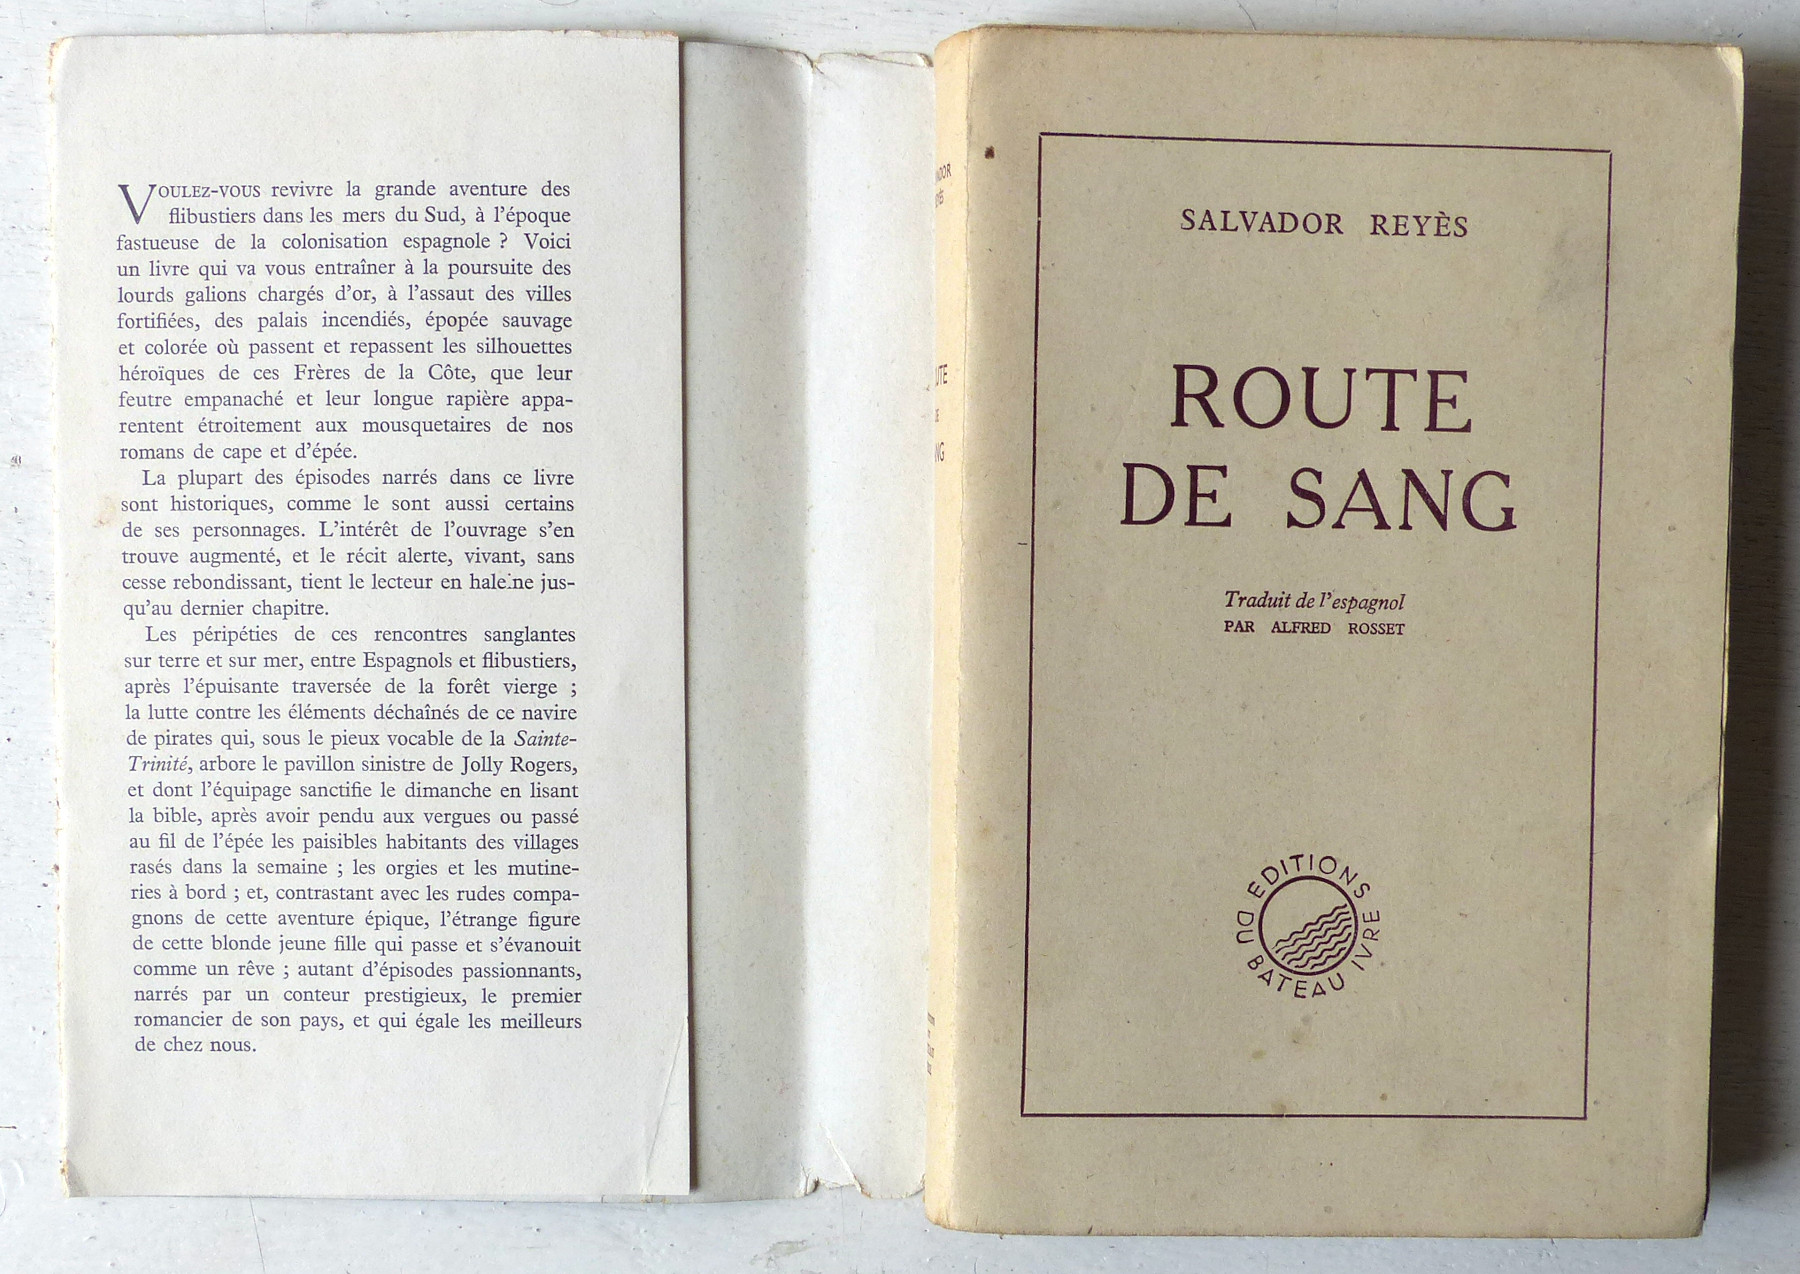 VOULEZ-VOUS revivre la grande aventure des
flibustiers dans les mers du Sud, à l'époque
fastueuse de la colonisation espagnole ? Voici
un livre qui va vous entraîner à la poursuite des
lourds galions chargés d'or, à l'assaut des villes
fortifiées, des palais incendiés, épopée sauvage
et colorée où passent et repassent les silhouettes
héroïques de ces Frères de la Côte, que leur
feutre empanaché et leur longue rapière appa-
rentent étroitement aux mousquetaires de nos
romans de cape et d'épée.
La plupart des épisodes narrés dans ce livre
sont historiques, comme le sont aussi certains
de ses personnages. L'intérêt de l'ouvrage s'en
trouve augmenté, et le récit alerte, vivant, sans
cesse rebondissant, tient le lecteur en haleine jus-
qu'au dernier chapitre.
Les péripéties de ces rencontres sanglantes
sur terre et sur mer, entre Espagnols et flibustiers,
après l'épuisante traversée de la forêt vierge ;
la lutte contre les éléments déchaînés de ce navire
de pirates qui, sous le pieux vocable de la Sainte-
Trinité, arbore le pavillon sinistre de Jolly Rogers,
et dont l'équipage sanctifie le dimanche en lisant
la bible, après avoir pendu aux vergues ou passé
au fil de l'épée les paisibles habitants des villages
rasés dans la semaine ; les orgies et les mutine-
ries à bord ; et, contrastant avec les rudes compa-
gnons de cette aventure épique, l'étrange figure
de cette blonde jeune fille qui passe et s'évanouit
comme un rêve ; autant d'épisodes passionnants,
narrés par un conteur prestigieux, le premier
romancier de son pays, et qui égale les meilleurs
de chez nous.
SALVADOR REYÈS
ROUTE
DE SANG
Traduit de l'espagnol
PAR ALFRED ROSSET
EDITIONS
DU BATEAU IVRE